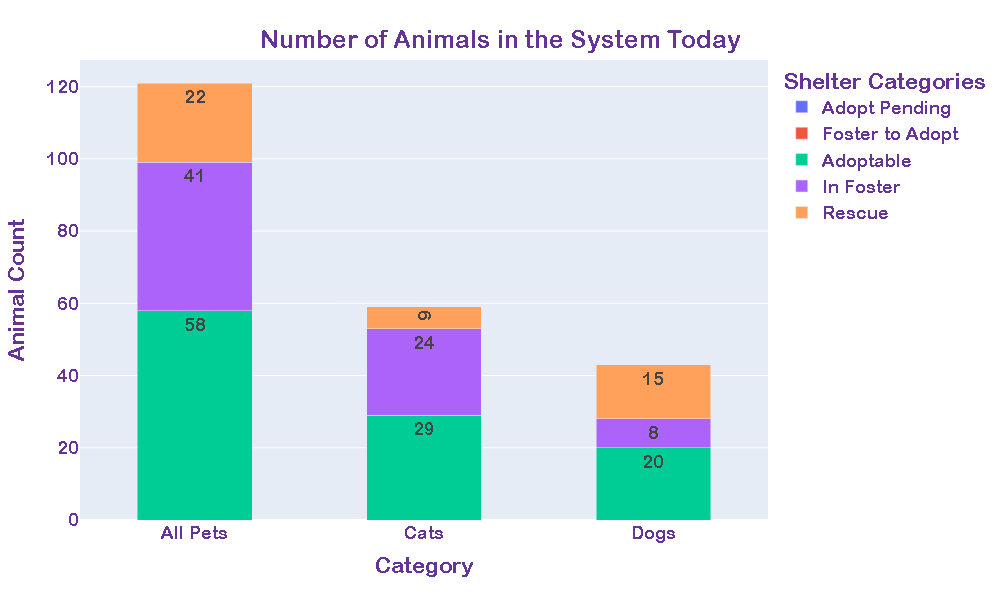 Number of Animals in the System Today
Animal Count
120
100
80
60
40
20
0
22
41
58
6
24
29
15
8
20
All Pets
Cats
Dogs
Category
Shelter Categories
Adopt Pending
Foster to Adopt
Adoptable
In Foster
Rescue